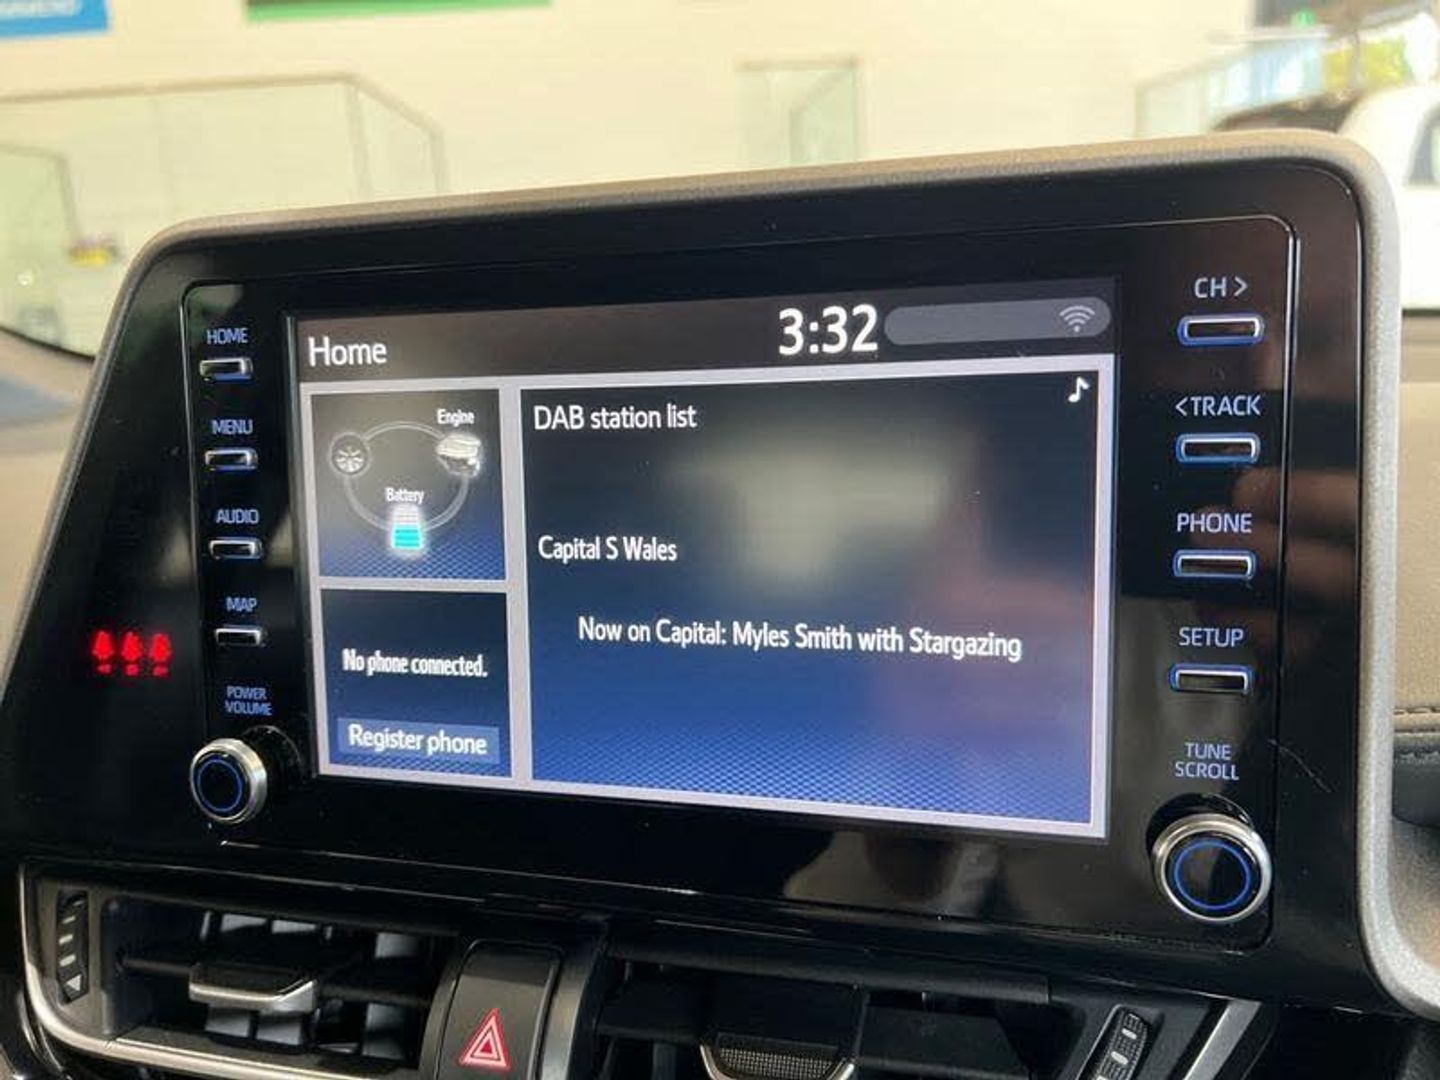 HOME
MENU
AUDIO
MAP
POWER
VOLUME
Home
3:32
Engine
Battery
No phone connected.
Register phone
DAB station list
Capital S Wales
Now on Capital: Myles Smith with Stargazing
CH >
<TRACK
PHONE
SETUP
TUNE
SCROLL